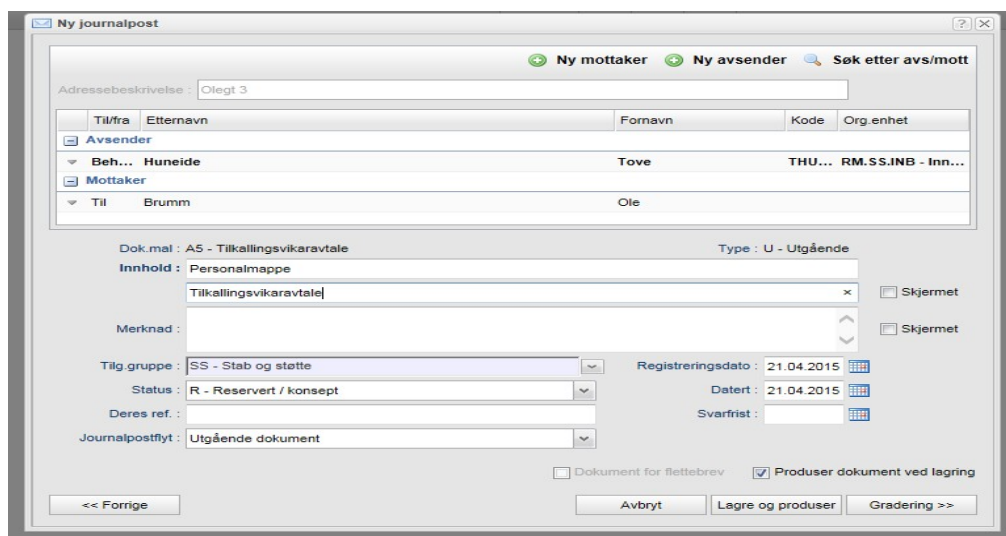 Ny journalpost
Ny mottaker Ny avsender Søk etter avs/mott
Adressebeskrivelse : Olegt 3
Til/fra Etternavn Fornavn Kode Org.enhet
Avsender
Beh... Huneide Tove THU... RM.SS.INB - Inn...
Mottaker
Til Brumm Ole
Dok.mal : A5 - Tilkallingsvikaravtale Type : U - Utgående
Innhold : Personalmappe
Tilkallingsvikaravtale × Skjermet
Merknad : Skjermet
Tilg.gruppe : SS - Stab og støtte Registreringsdato : 21.04.2015
Status : R - Reservert / konsept Datert : 21.04.2015
Deres ref. : Svarfrist :
Journalpostflyt : Utgående dokument
Dokument for flettebrev Produser dokument ved lagring
<< Forrige Avbryt Lagre og produser Gradering >>